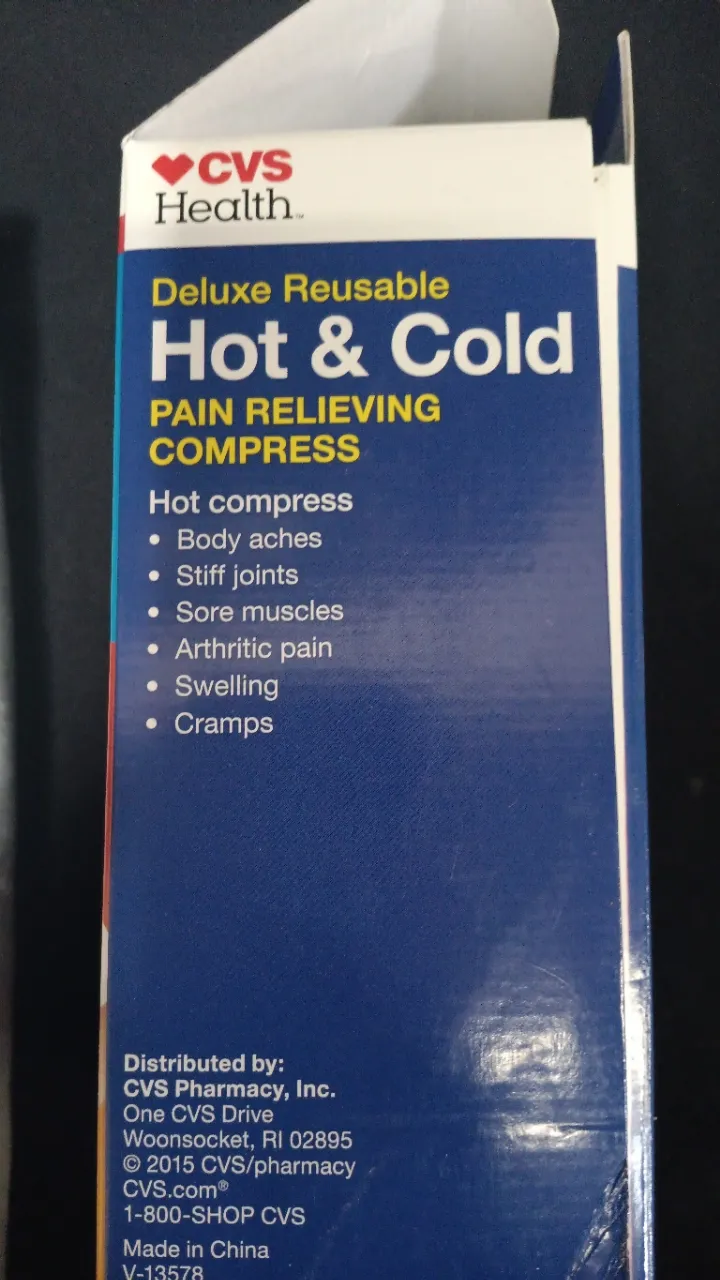 CVS
Health™
Deluxe Reusable
Hot & Cold
PAIN RELIEVING
COMPRESS
Hot compress
• Body aches
• Stiff joints
• Sore muscles
• Arthritic pain
• Swelling
• Cramps
Distributed by:
CVS Pharmacy, Inc.
One CVS Drive
Woonsocket, RI 02895
© 2015 CVS/pharmacy
CVS.com®
1-800-SHOP CVS
Made in China
V-13578